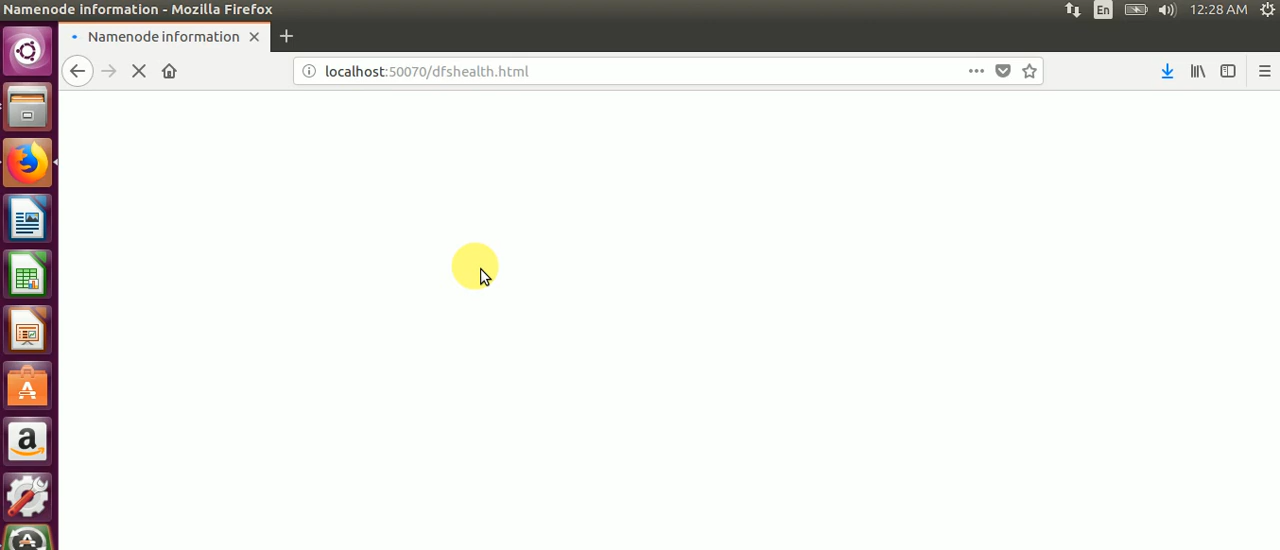 Namenode information - Mozilla Firefox
En
12:28 AM
Namenode information
localhost:50070/dfshealth.html